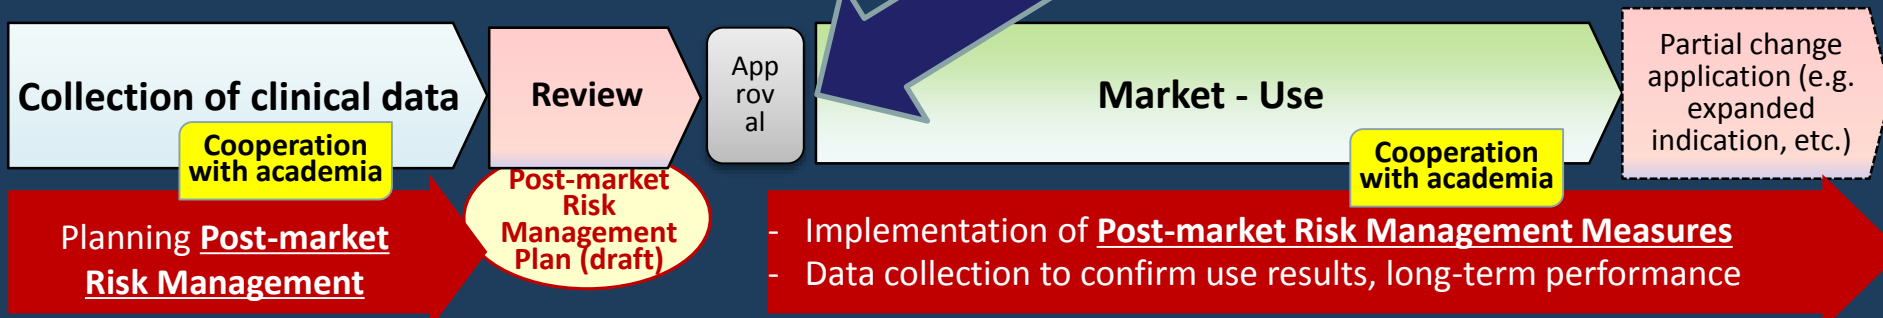 Collection of clinical data
Cooperation
with academia
Review
App
rov
al
Market - Use
Cooperation
with academia
Partial change
application (e.g.
expanded
indication, etc.)
Planning Post-market
Risk Management
Post-market
Risk
Management
Plan (draft)
- Implementation of Post-market Risk Management Measures
- Data collection to confirm use results, long-term performance